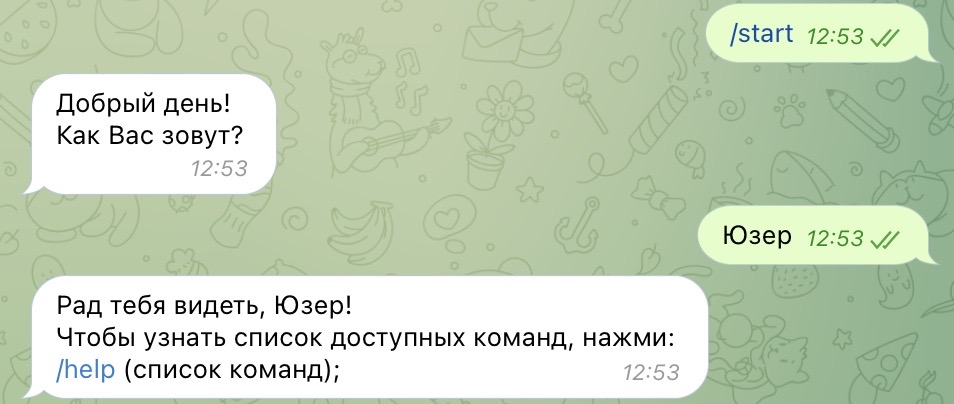 /start 12:53
Добрый день!
Как Вас зовут?
12:53
Юзер 12:53
Рад тебя видеть, Юзер!
Чтобы узнать список доступных команд, нажми:
/help (список команд); 12:53